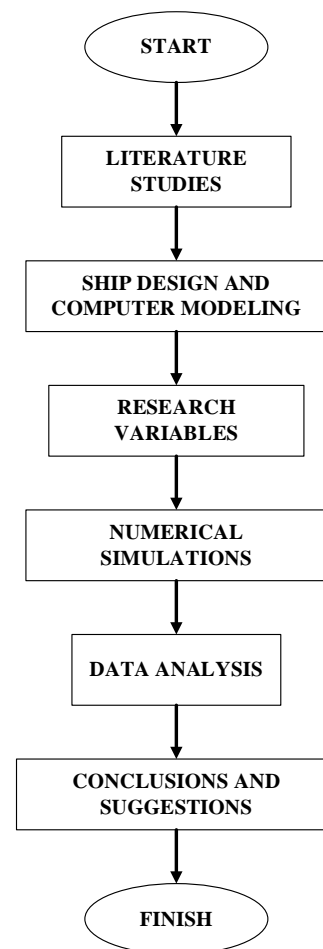 START
LITERATURE
STUDIES
SHIP DESIGN AND
COMPUTER MODELING
RESEARCH
VARIABLES
NUMERICAL
SIMULATIONS
DATA ANALYSIS
CONCLUSIONS AND
SUGGESTIONS
FINISH